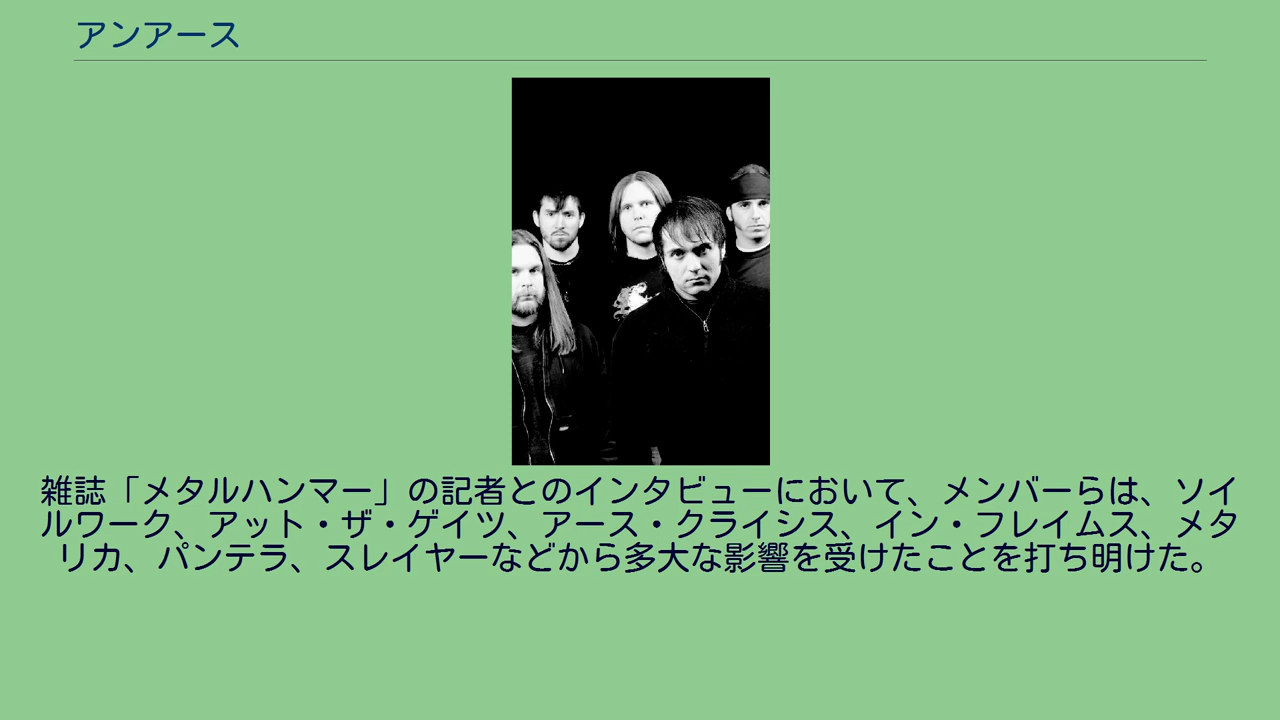 アンアース
雑誌「メタルハンマー」の記者とのインタビューにおいて、メンバーらは、ソイ
ルワーク、アット・ザ・ゲイツ、アース・クライシス、イン・フレイムス、メタ
リカ、パンテラ、スレイヤーなどから多大な影響を受けたことを打ち明けた。